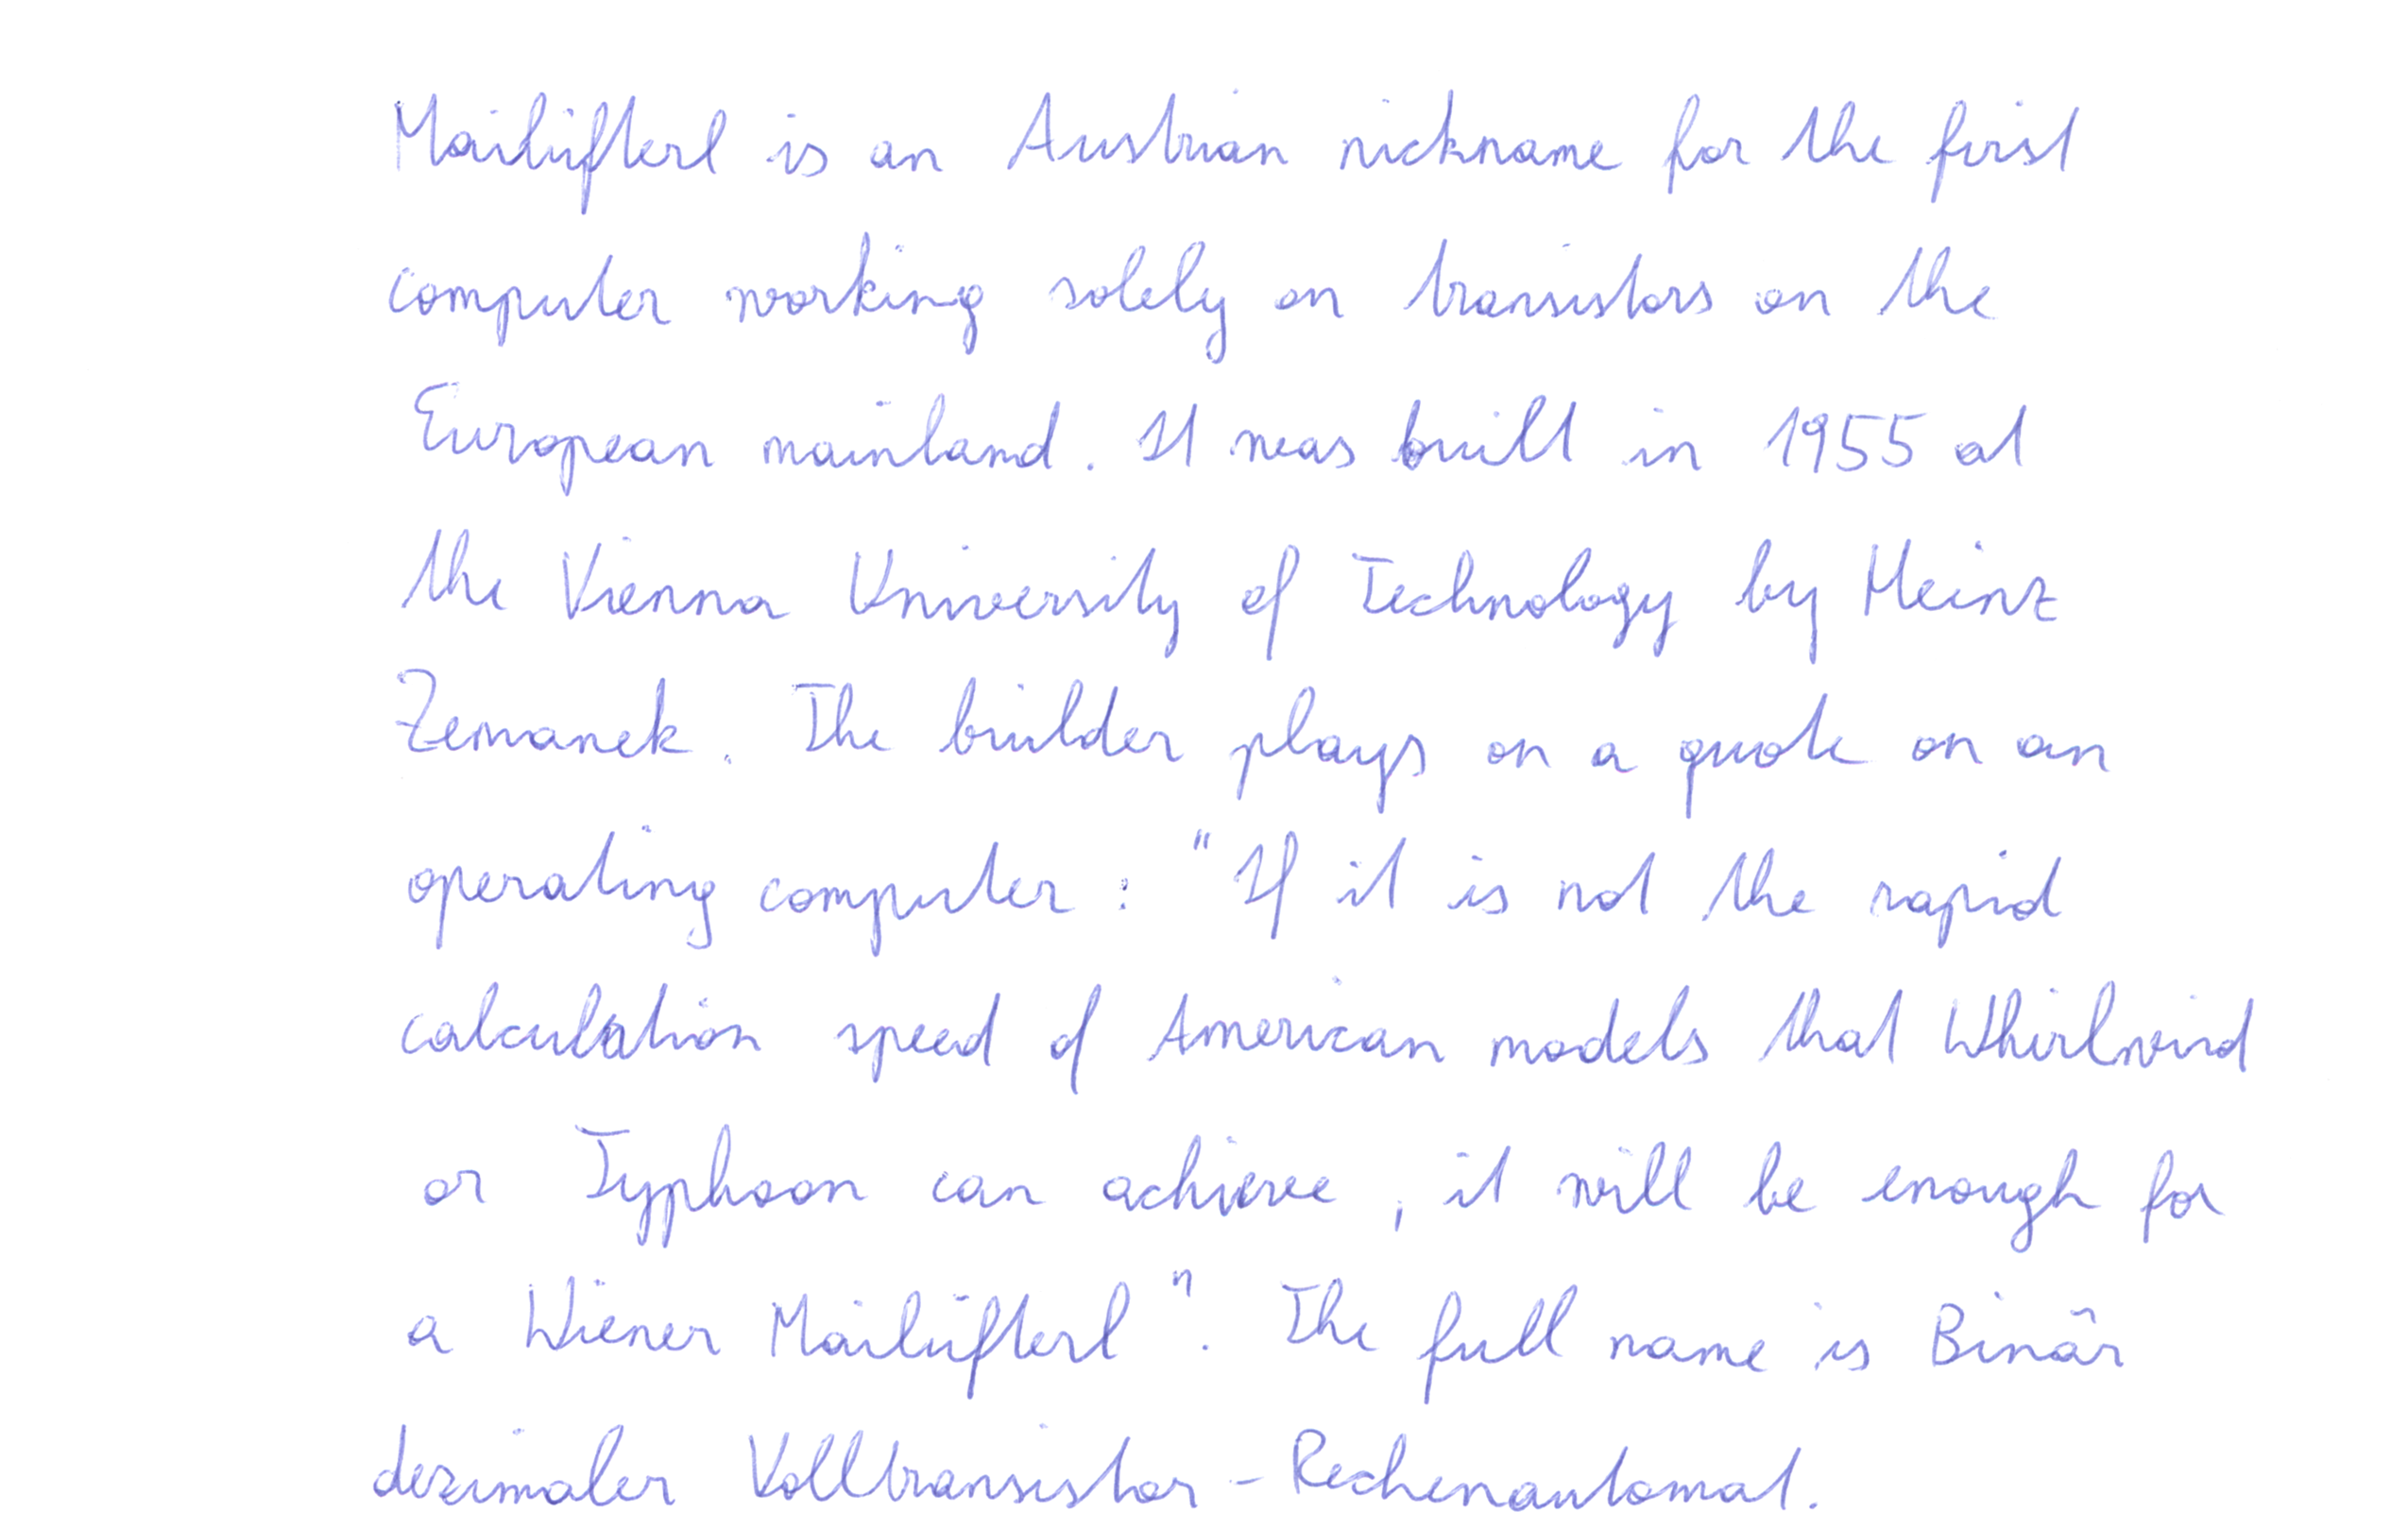 Mailüfterl is an Austrian nickname for the first
computer working solely on transistors on the
European mainland. It was built in 1955 at
the Vienna University of Technology by Heinz
Zemanek. The builder plays on a quote on an
operating computer: "If it is not the rapid
calculation speed of American models that Whirlwind
or Typhoon can achieve, it will be enough for
a Wiener Mailüfterl". The full name is Binär
dezimaler Volltransistor-Rechenautomat.